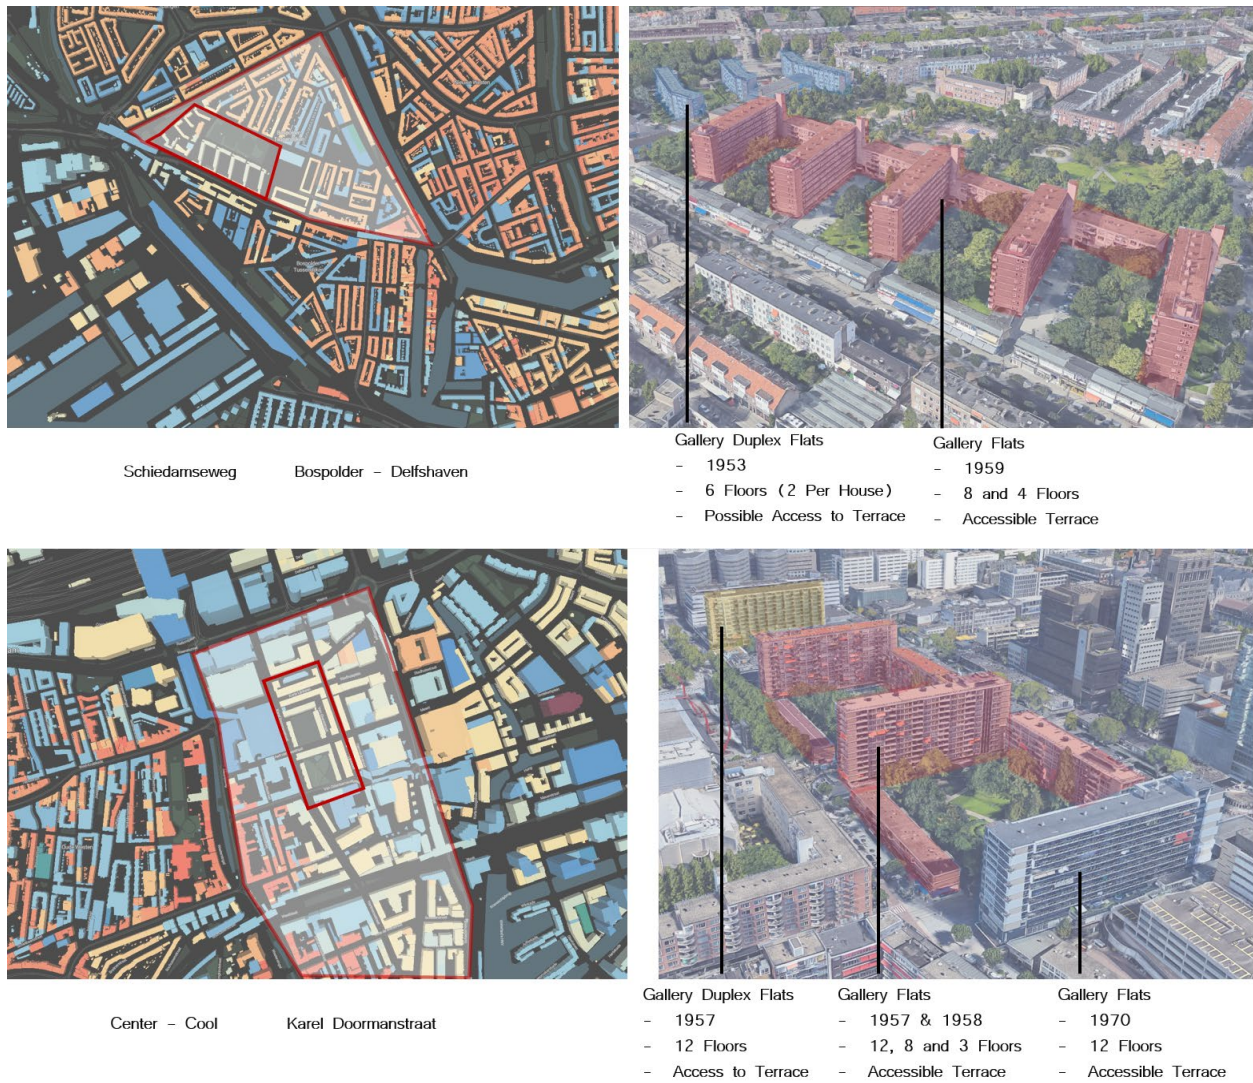 Schiedamseweg Bospolder - Delfshaven
Gallery Duplex Flats
- 1953
- 6 Floors (2 Per House)
- Possible Access to Terrace
Gallery Flats
- 1959
- 8 and 4 Floors
- Accessible Terrace
Center - Cool Karel Doormanstraat
Gallery Duplex Flats
- 1957
- 12 Floors
- Access to Terrace
Gallery Flats
- 1957 & 1958
- 12, 8 and 3 Floors
- Accessible Terrace
Gallery Flats
- 1970
- 12 Floors
- Accessible Terrace